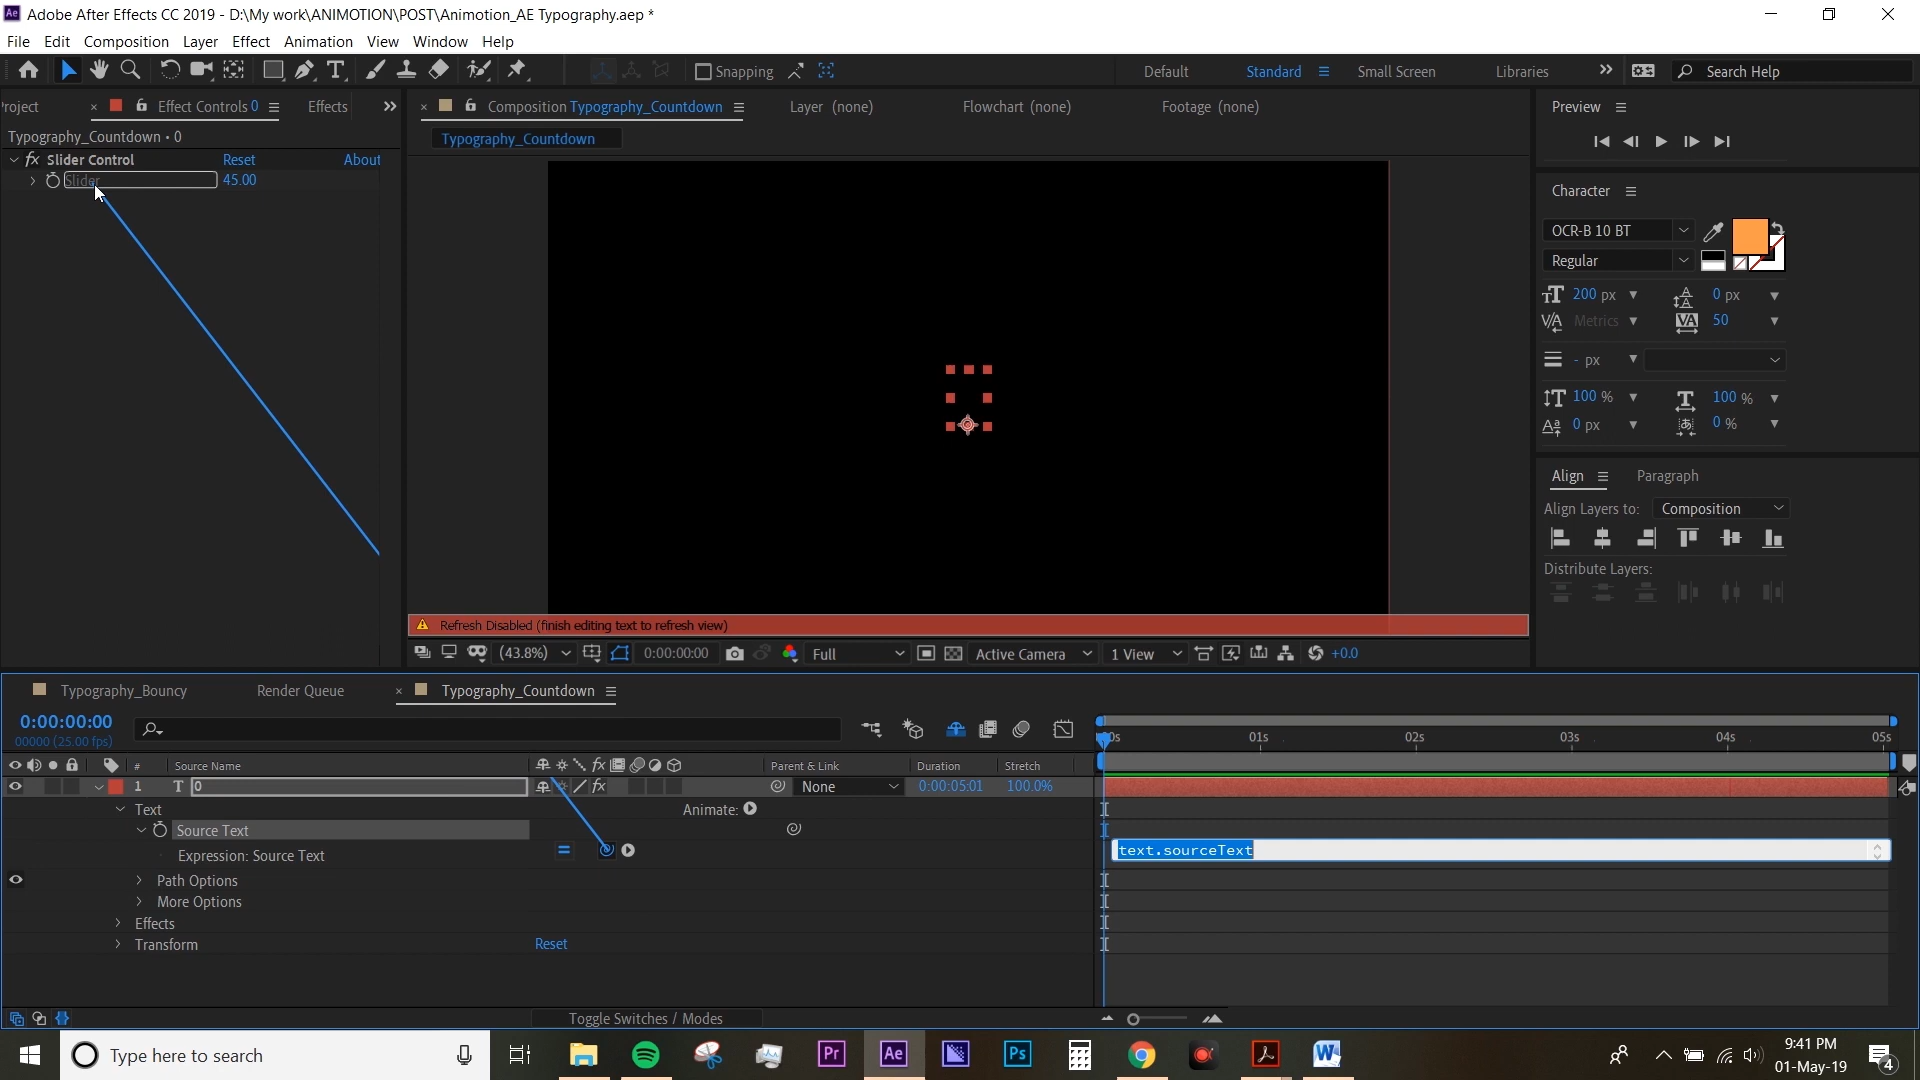 Adobe After Effects CC 2019 - D:\My work\ANIMOTION\POST\Animotion_AE Typography.aep *
File Edit Composition Layer Effect Animation View Window Help
Snapping
Default Standard Small Screen Libraries
Search Help
roject Effect Controls 0 Effects
Composition Typography_Countdown Layer (none) Flowchart (none) Footage (none)
Preview
Typography_Countdown • 0
Typography_Countdown
fx Slider Control Reset About
Slider 45.00
Character
OCR-B 10 BT
Regular
200 px 0 px
Metrics 50
- px
100 % 100 %
0 px 0 %
Align Paragraph
Align Layers to: Composition
Distribute Layers:
Refresh Disabled (finish editing text to refresh view)
(43.8%) 0:00:00:00 Full Active Camera 1 View +0.0
Typography_Bouncy Render Queue Typography_Countdown
0:00:00:00
00000 (25.00 fps)
00s 01s 02s 03s 04s 05s
# Source Name fx Parent & Link Duration Stretch
1 T 0 fx None 0:00:05:01 100.0%
Text Animate:
Source Text
Expression: Source Text text.sourceText
Path Options
More Options
Effects
Transform Reset
Toggle Switches / Modes
Type here to search
Pr Ae Ps W
9:41 PM
01-May-19
4